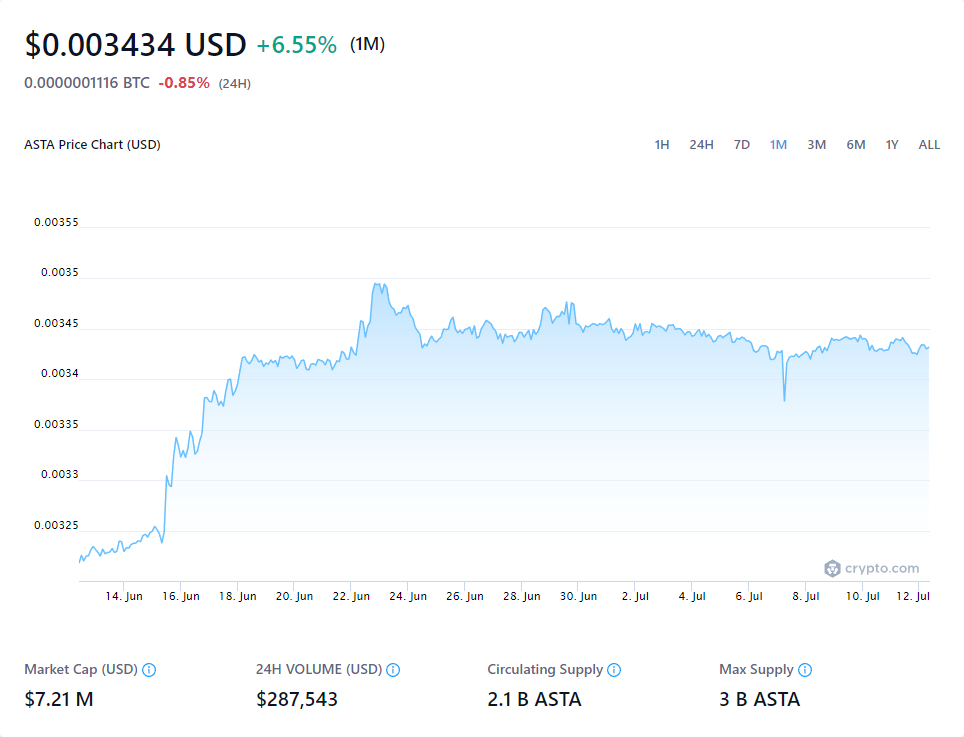 $0.003434 USD +6.55% (1M)
0.0000001116 BTC -0.85% (24H)
ASTA Price Chart (USD) 1H 24H 7D 1M 3M 6M 1Y ALL
0.00355
0.0035
0.00345
0.0034
0.00335
0.0033
0.00325
crypto.com
14. Jun 16. Jun 18. Jun 20. Jun 22. Jun 24. Jun 26. Jun 28. Jun 30. Jun 2. Jul 4. Jul 6. Jul 8. Jul 10. Jul 12. Jul
Market Cap (USD) 24H VOLUME (USD) Circulating Supply Max Supply
$7.21 M $287,543 2.1 B ASTA 3 B ASTA